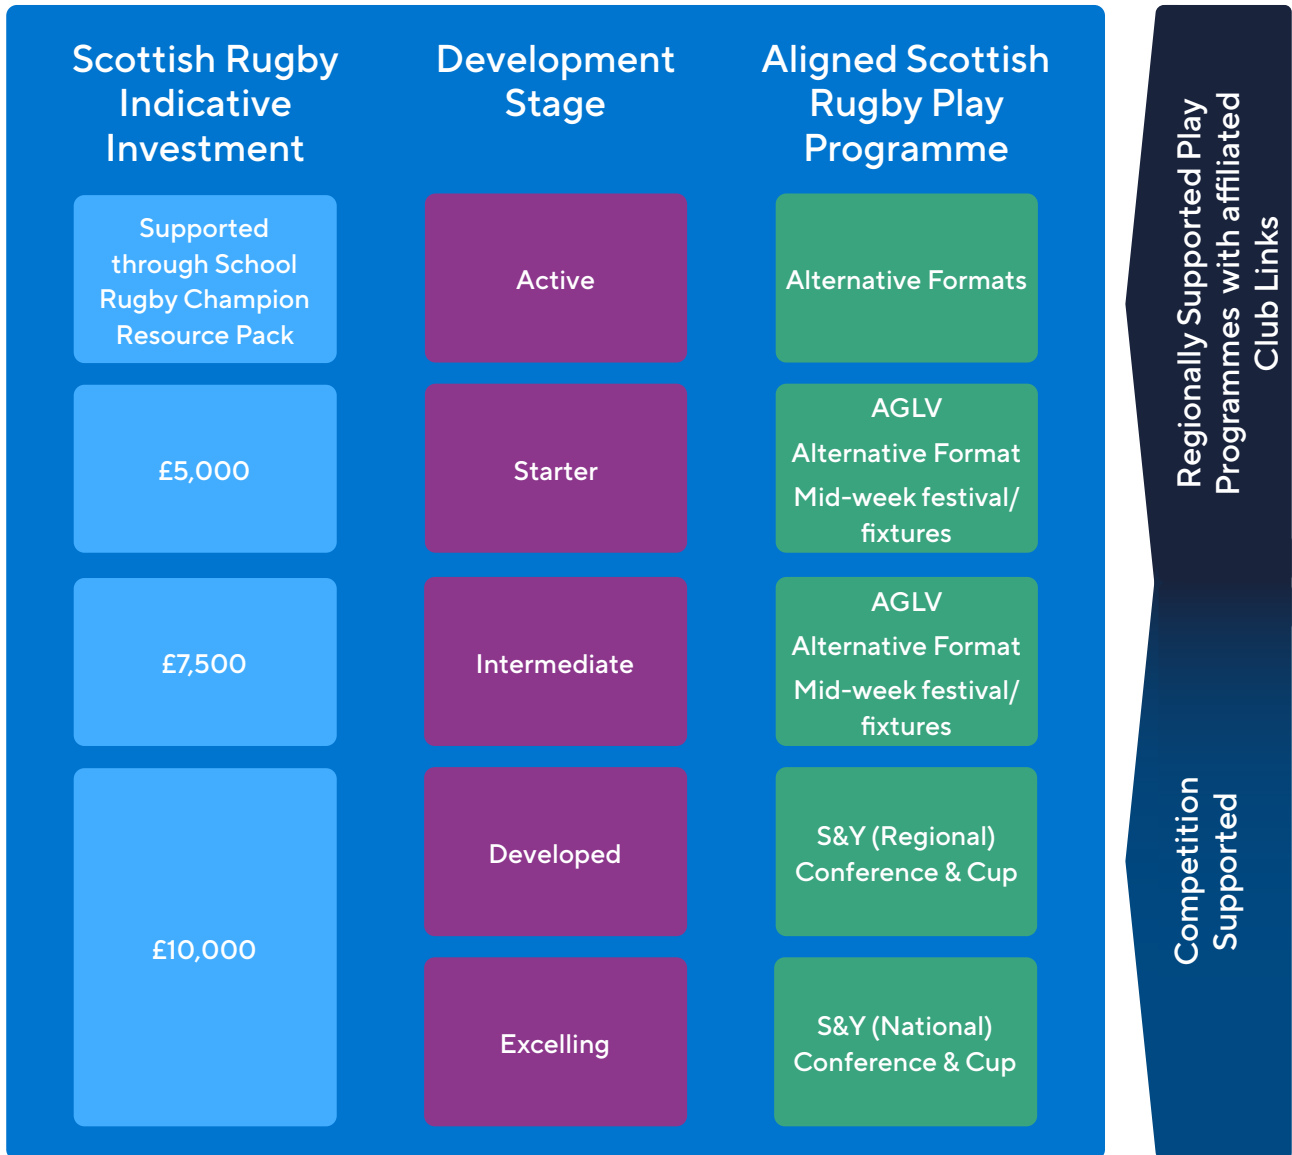 Scottish Rugby
Indicative
Investment
Development
Stage
Aligned Scottish
Rugby Play
Programme
Supported
through School
Rugby Champion
Resource Pack
Active
Alternative Formats
£5,000
Starter
AGLV
Alternative Format
Mid-week festival/
fixtures
£7,500
Intermediate
AGLV
Alternative Format
Mid-week festival/
fixtures
£10,000
Developed
S&Y (Regional)
Conference & Cup
Excelling
S&Y (National)
Conference & Cup
Regionally Supported Play
Programmes with affiliated
Club Links
Competition
Supported